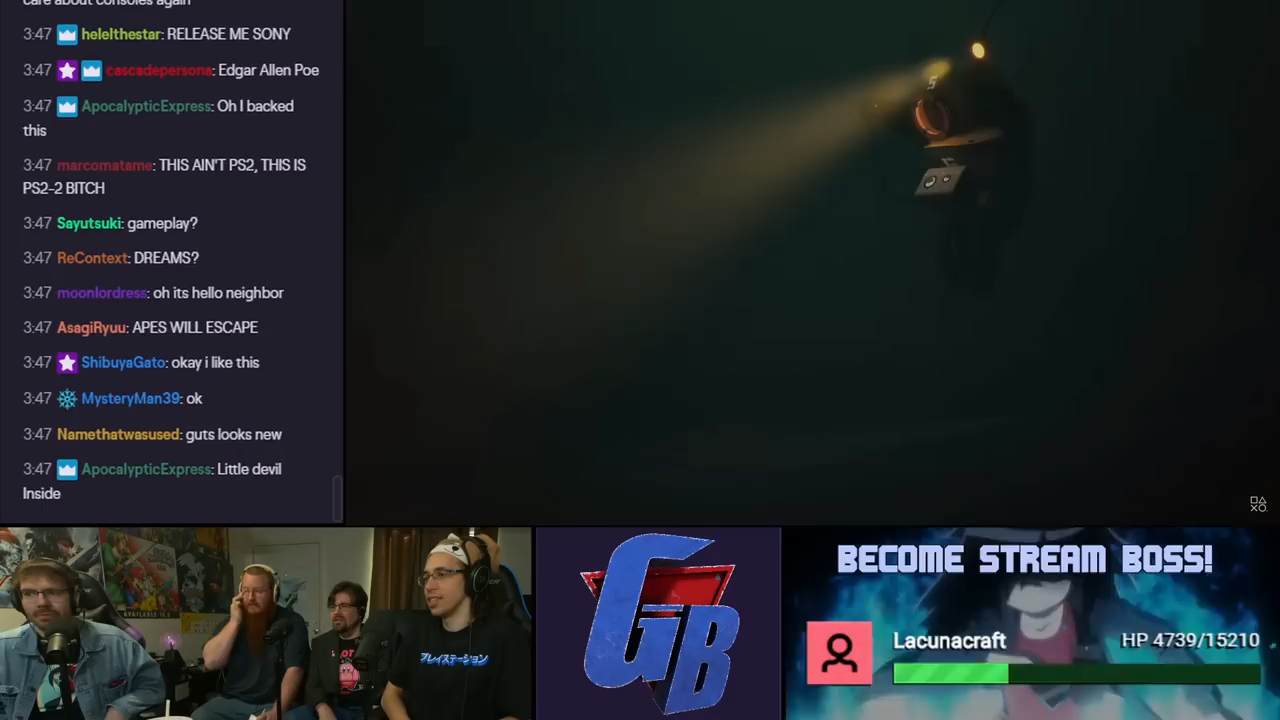 care about consoles again
3:47 helelthestar: RELEASE ME SONY
3:47 cascadepersona: Edgar Allen Poe
3:47 ApocalypticExpress: Oh I backed
this
3:47 marcomatame: THIS AIN'T PS2, THIS IS
PS2-2 BITCH
3:47 Sayutsuki: gameplay?
3:47 ReContext: DREAMS?
3:47 moonlordress: oh its hello neighbor
3:47 AsagiRyuu: APES WILL ESCAPE
3:47 ShibuyaGato: okay i like this
3:47 MysteryMan39: ok
3:47 Namethatwasused: guts looks new
3:47 ApocalypticExpress: Little devil
Inside
5
プレイステーション
GB
BECOME STREAM BOSS!
Lacunacraft HP 4739/15210